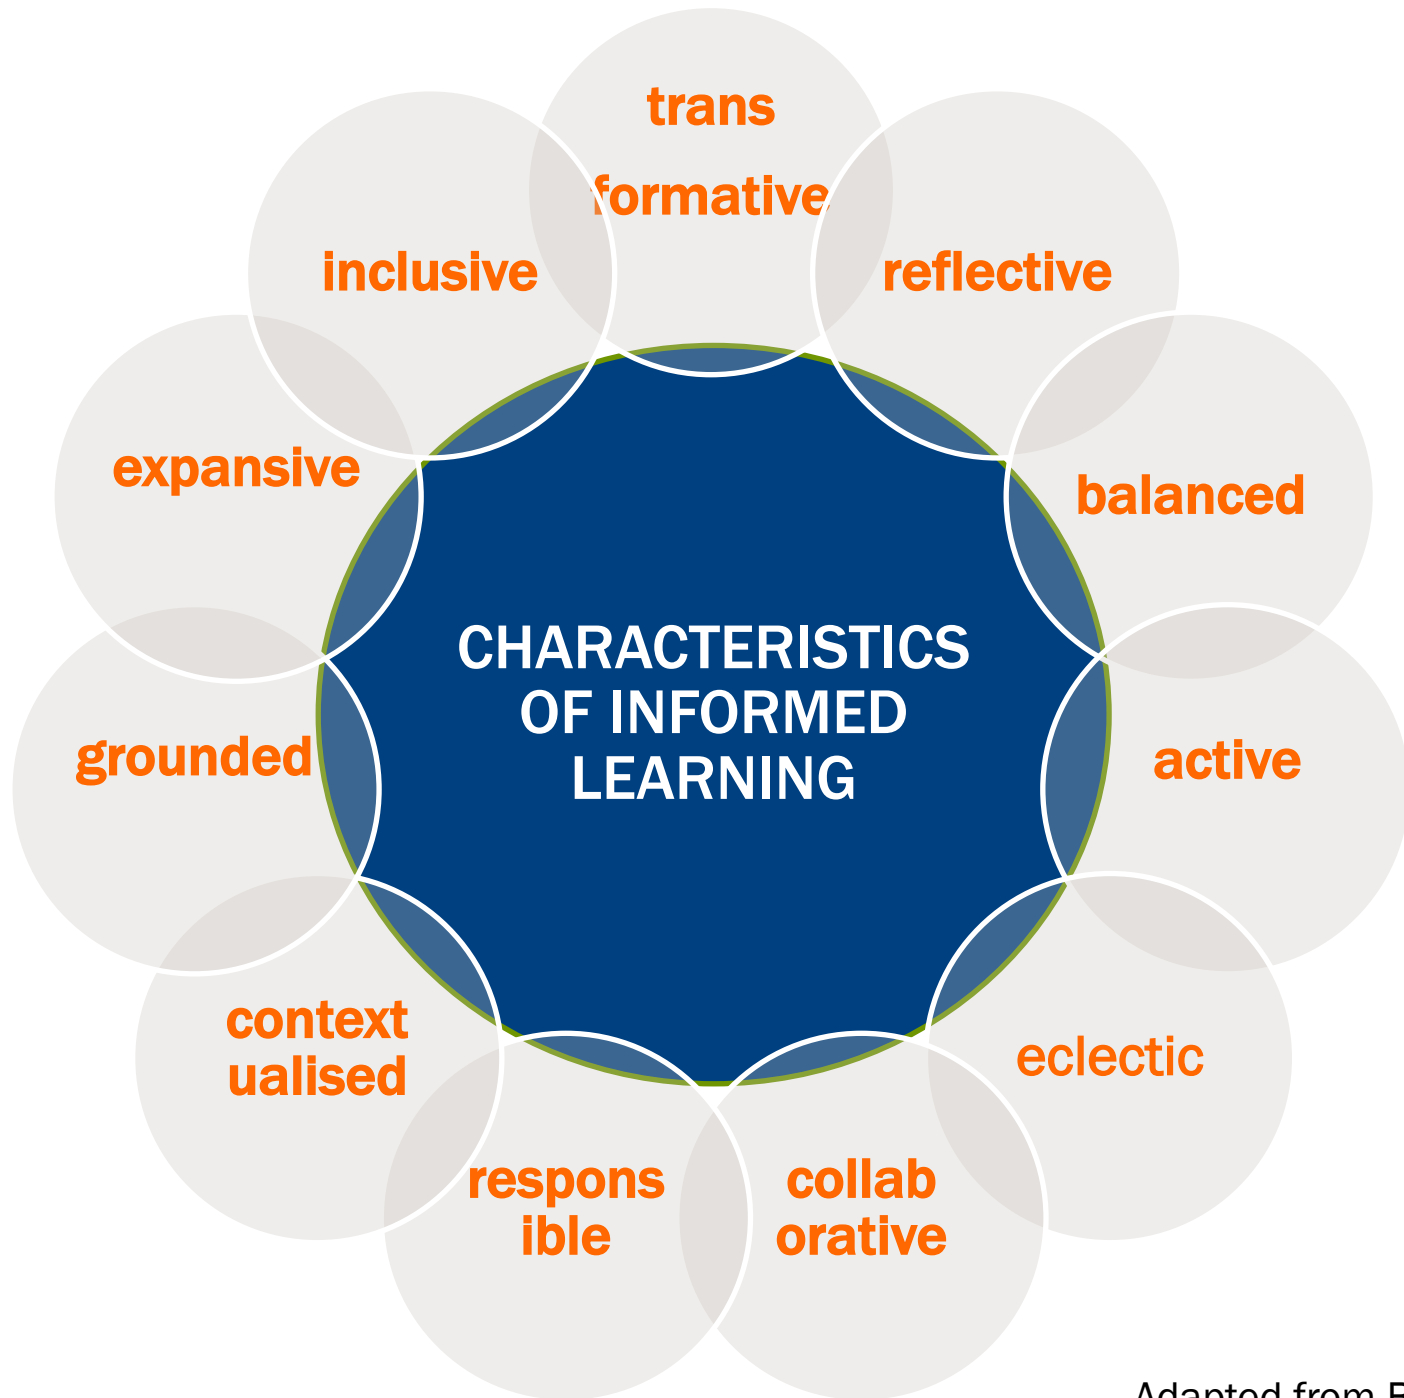 trans
formative
reflective
balanced
active
eclectic
collab
orative
respons
ible
context
ualised
grounded
expansive
inclusive
CHARACTERISTICS
OF INFORMED
LEARNING
Adapted from